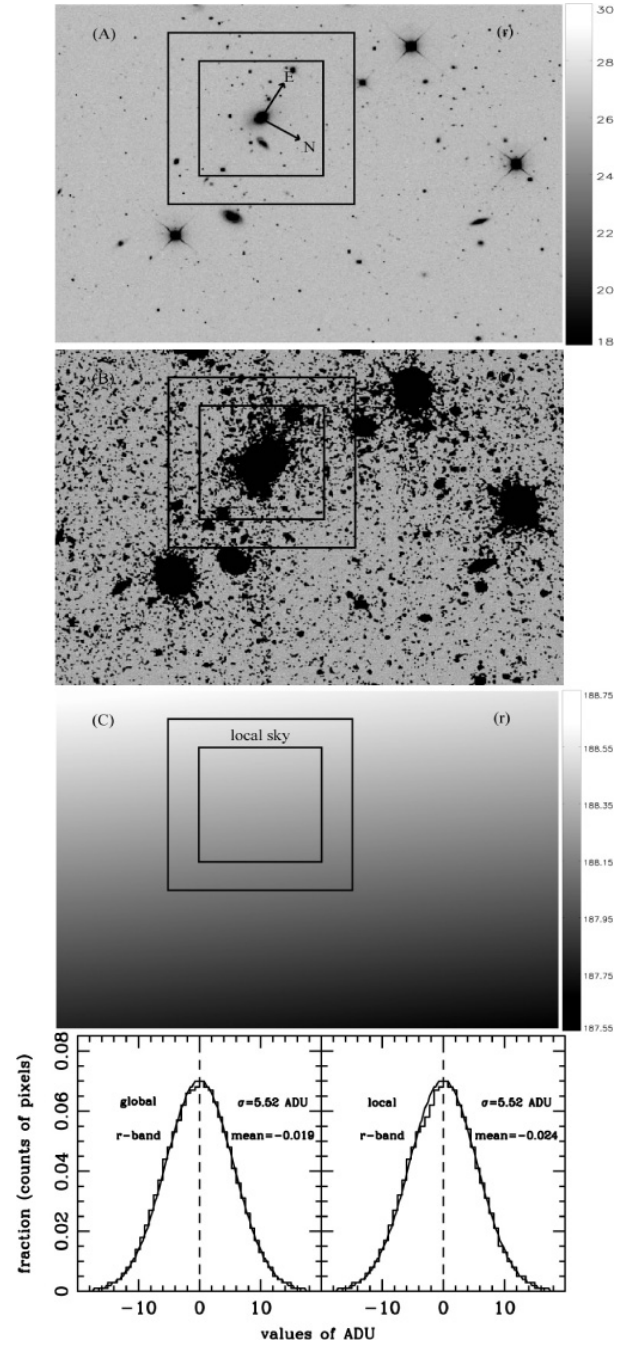 (A)
(r)
E
N
30
28
26
24
22
20
18
(B)
(C)
(r)
local sky
188.75
188.55
188.35
188.15
187.95
187.75
187.55
fraction (counts of pixels)
0.08
0.06
0.04
0.02
0
global
σ=5.52 ADU
r-band
mean=-0.019
local
σ=5.52 ADU
r-band
mean=-0.024
-10
0
10
-10
0
10
values of ADU